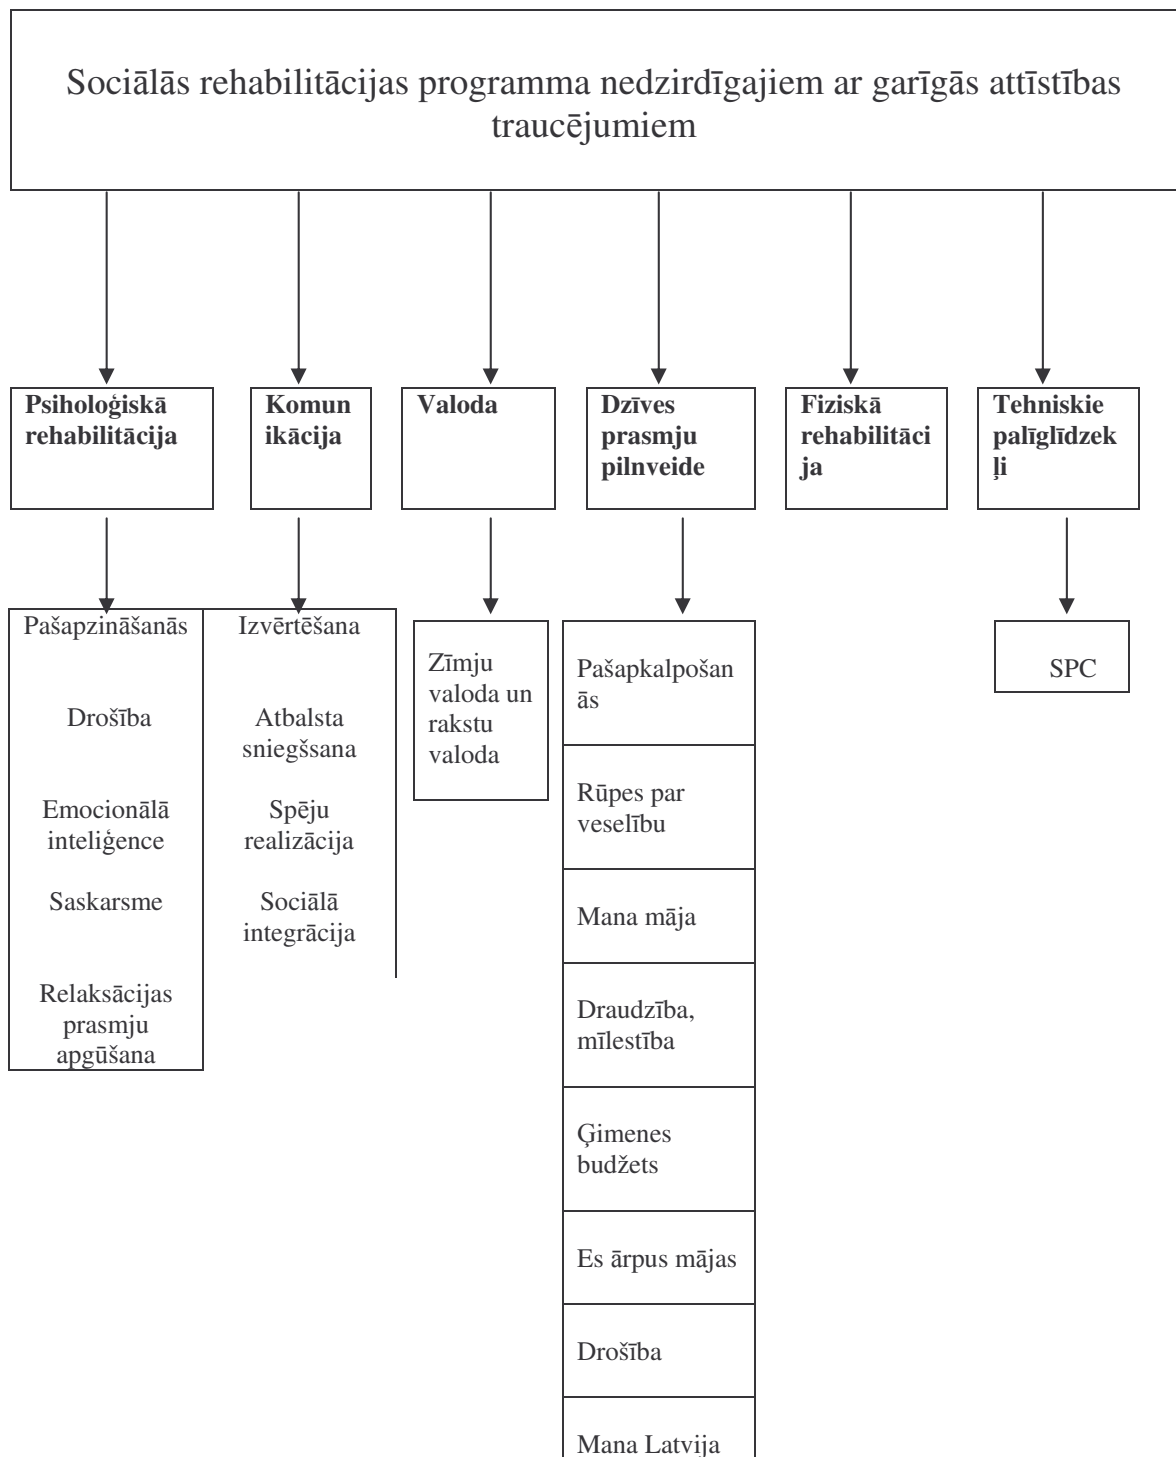 Sociālās rehabilitācijas programma nedzirdīgajiem ar garīgās attīstības
traucējumiem
Psiholoģiskā
rehabilitācija
Komun
ikācija
Valoda
Dzīves
prasmju
pilnveide
Fiziskā
rehabilitāci
ja
Tehniskie
palīglīdzek
ļi
Pašapzināšanās
Drošība
Emocionālā
inteliģence
Saskarsme
Relaksācijas
prasmju
apgūšana
Izvērtēšana
Atbalsta
sniegšsana
Spēju
realizācija
Sociālā
integrācija
Zīmju
valoda un
rakstu
valoda
Pašapkalpošan
ās
Rūpes par
veselību
Mana māja
Draudzība,
mīlestība
Ģimenes
budžets
Es ārpus mājas
Drošība
Mana Latvija
SPC